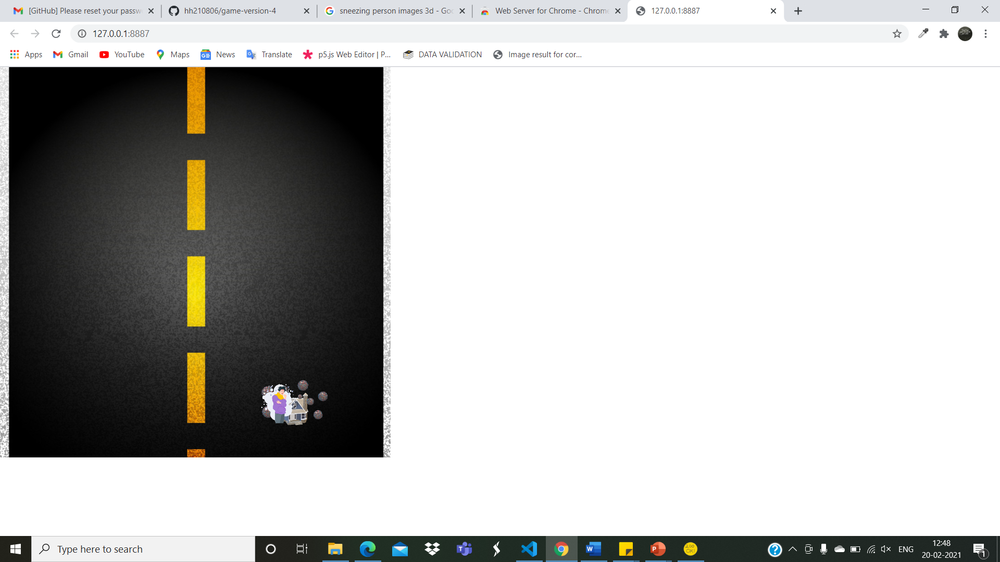 [GitHub] Please reset your passw
hh210806/game-version-4
sneezing person images 3d - Goo
Web Server for Chrome - Chrome
127.0.0.1:8887
127.0.0.1:8887
Apps
Gmail
YouTube
Maps
News
Translate
p5.js Web Editor | P...
DATA VALIDATION
Image result for cor...
Type here to search
ENG
12:48
20-02-2021
1